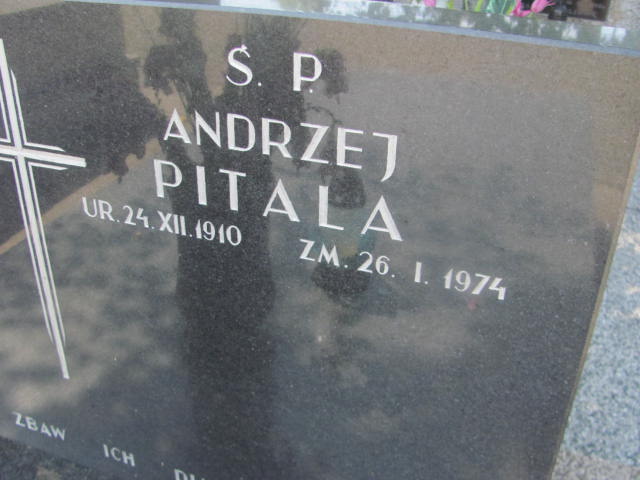 Ś. P.
ANDRZEJ
PITALA
UR. 24. XII. 1910
ZM. 26. I. 1974
ZBAW ICH